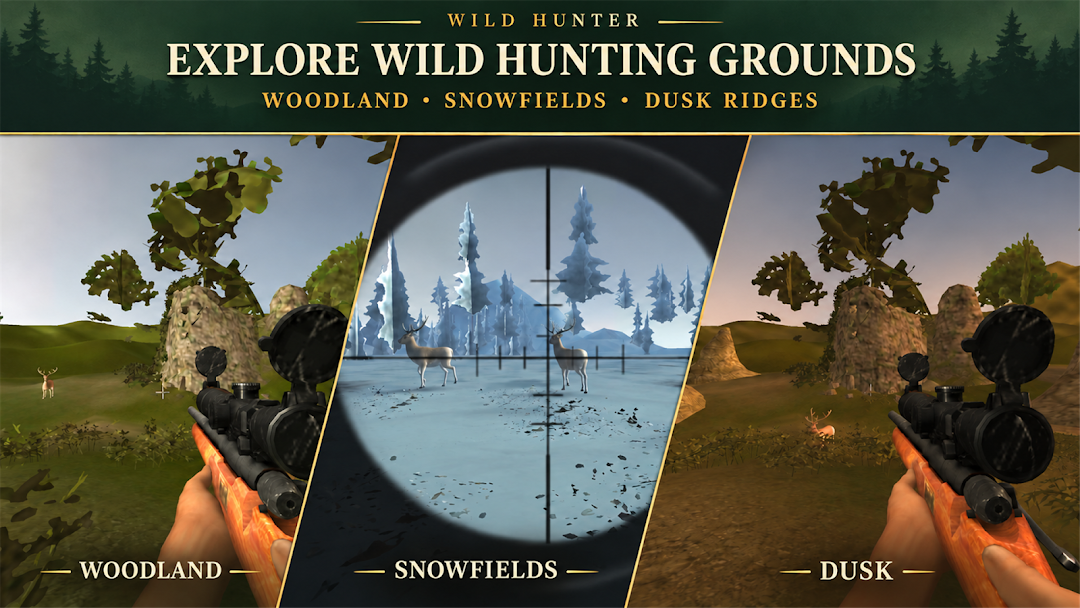 WILD HUNTER
EXPLORE WILD HUNTING GROUNDS
WOODLAND • SNOWFIELDS • DUSK RIDGES
WOODLAND
SNOWFIELDS
DUSK